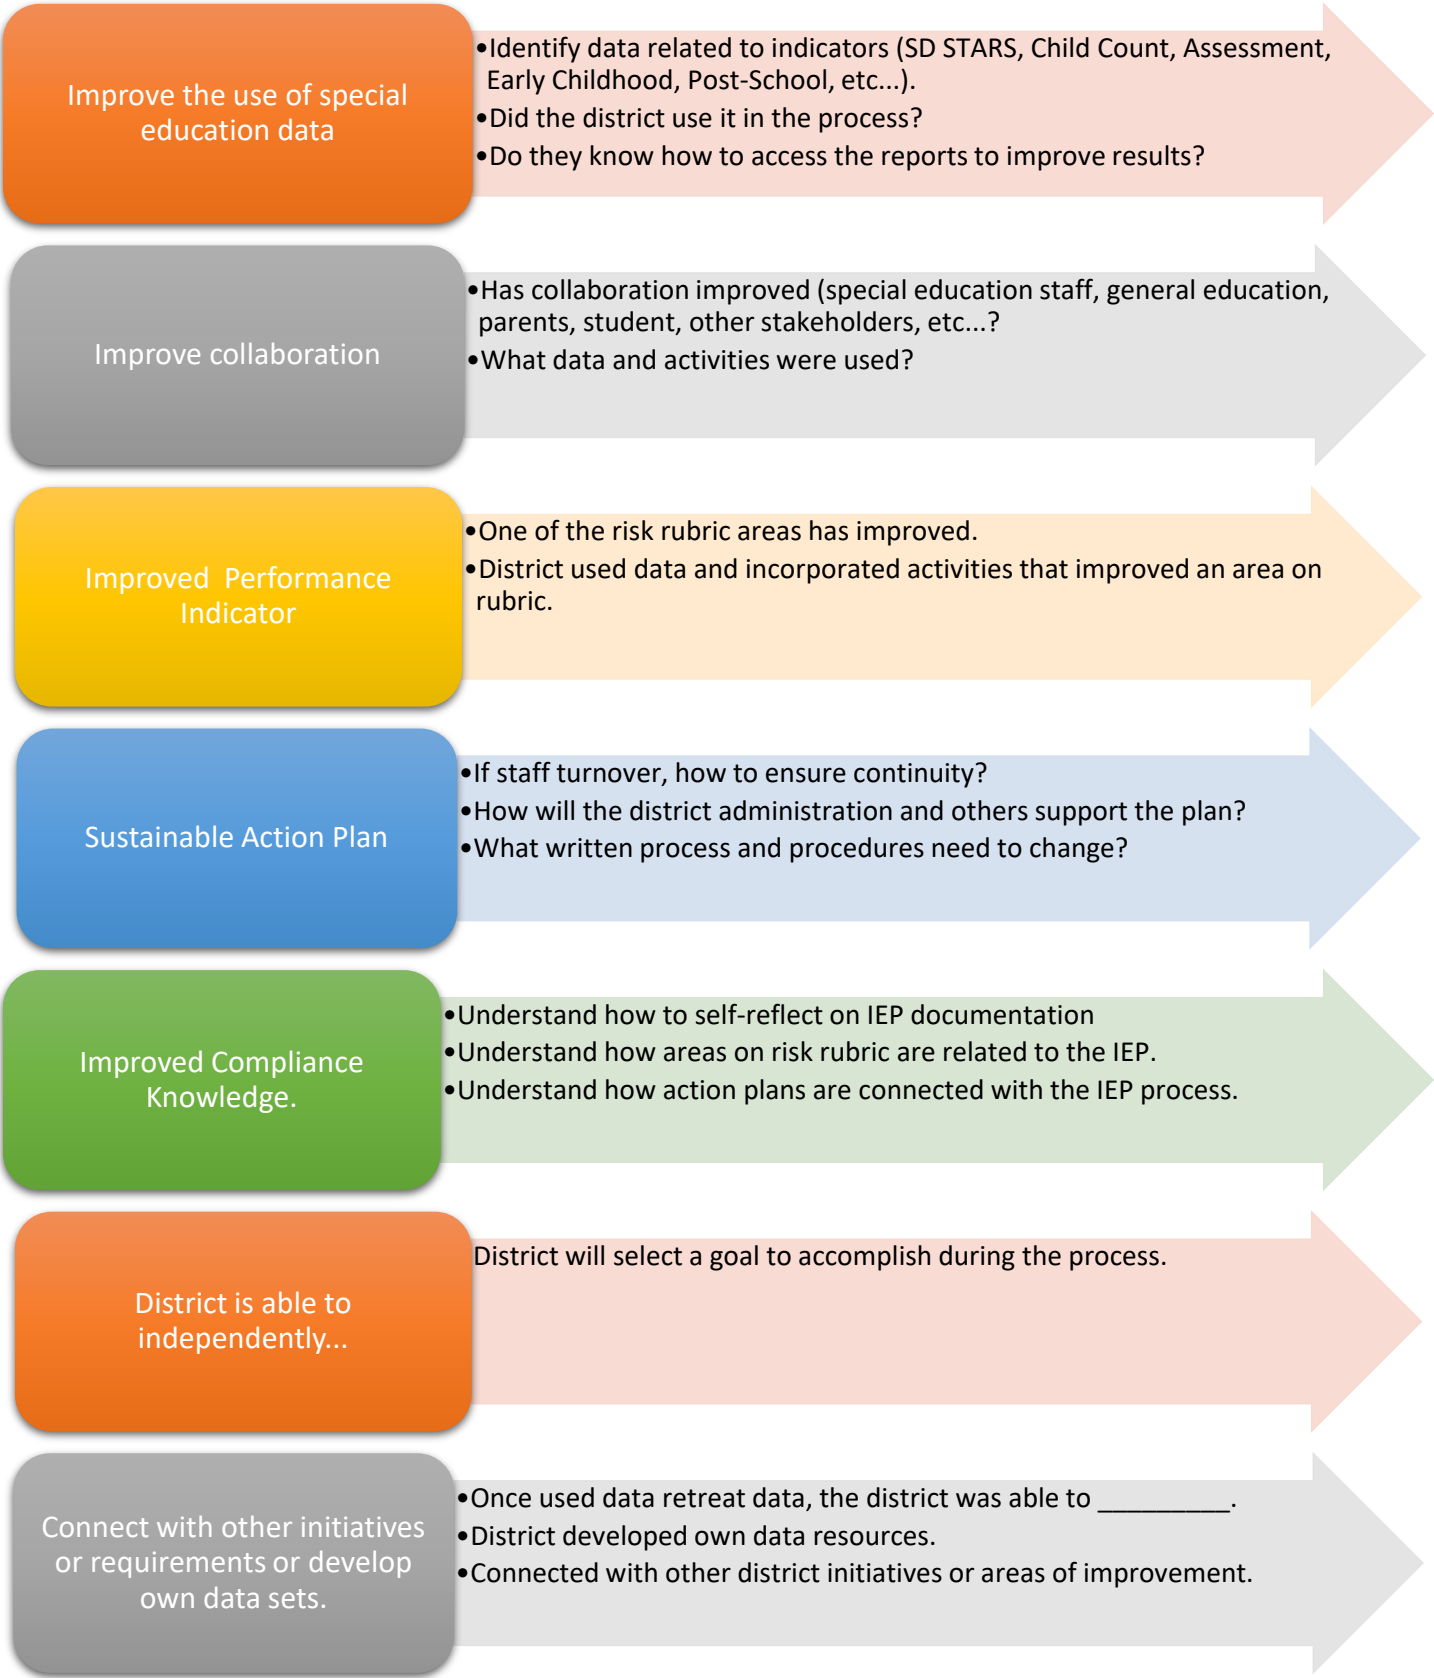 Improve the use of special
education data
•Identify data related to indicators (SD STARS, Child Count, Assessment,
Early Childhood, Post-School, etc...).
•Did the district use it in the process?
•Do they know how to access the reports to improve results?
Improve collaboration
•Has collaboration improved (special education staff, general education,
parents, student, other stakeholders, etc...?
•What data and activities were used?
Improved  Performance
Indicator
•One of the risk rubric areas has improved.
•District used data and incorporated activities that improved an area on
rubric.
Sustainable Action Plan
•If staff turnover, how to ensure continuity?
•How will the district administration and others support the plan?
•What written process and procedures need to change?
Improved Compliance
Knowledge.
•Understand how to self-reflect on IEP documentation
•Understand how areas on risk rubric are related to the IEP.
•Understand how action plans are connected with the IEP process.
District is able to
independently...
District will select a goal to accomplish during the process.
Connect with other initiatives
or requirements or develop
own data sets.
•Once used data retreat data, the district was able to _________.
•District developed own data resources.
•Connected with other district initiatives or areas of improvement.